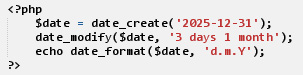 <?php
$date = date_create('2025-12-31');
date_modify($date, '3 days 1 month');
echo date_format($date, 'd.m.Y');
?>